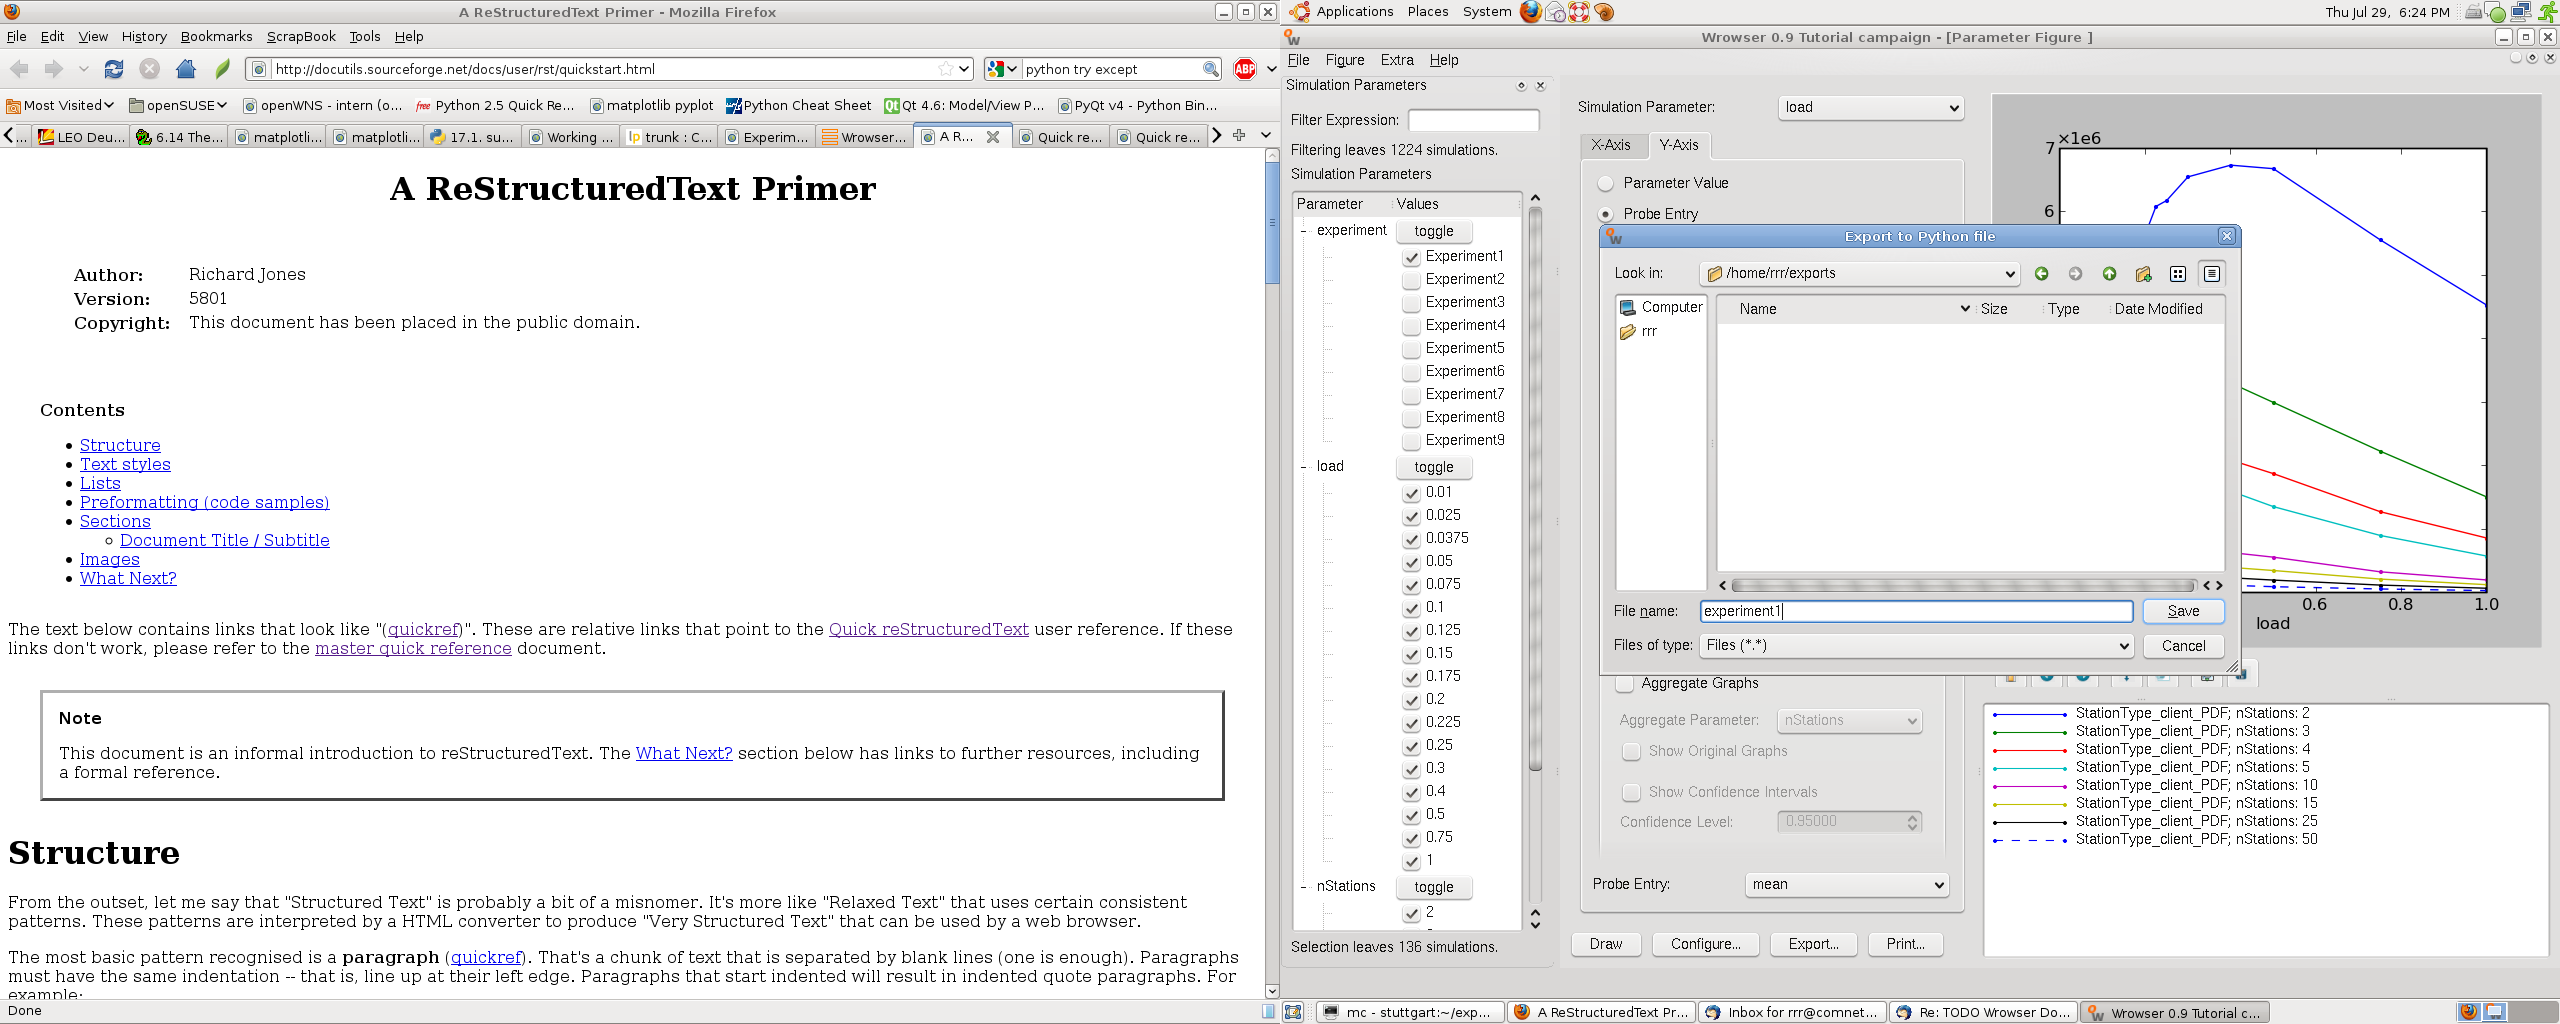 A ReStructuredText Primer - Mozilla Firefox
File Edit View History Bookmarks ScrapBook Tools Help
http://docutils.sourceforge.net/docs/user/rst/quickstart.html
python try except
ABP
Most Visited openSUSE openWNS - intern (o... free Python 2.5 Quick Re... matplotlib pyplot Python Cheat Sheet Qt 4.6: Model/View P... PyQt v4 - Python Bin...
... LEO Deu... 6.14 The... matplotli... matplotli... 17.1. su... Working ... trunk : C... Experim... Wrowser... A R... Quick re... Quick re...
A ReStructuredText Primer
Author: Richard Jones
Version: 5801
Copyright: This document has been placed in the public domain.
Contents
Structure
Text styles
Lists
Preformatting (code samples)
Sections
Document Title / Subtitle
Images
What Next?
The text below contains links that look like "(quickref)". These are relative links that point to the Quick reStructuredText user reference. If these
links don't work, please refer to the master quick reference document.
Note
This document is an informal introduction to reStructuredText. The What Next? section below has links to further resources, including
a formal reference.
Structure
From the outset, let me say that "Structured Text" is probably a bit of a misnomer. It's more like "Relaxed Text" that uses certain consistent
patterns. These patterns are interpreted by a HTML converter to produce "Very Structured Text" that can be used by a web browser.
The most basic pattern recognised is a paragraph (quickref). That's a chunk of text that is separated by blank lines (one is enough). Paragraphs
must have the same indentation -- that is, line up at their left edge. Paragraphs that start indented will result in indented quote paragraphs. For
example:
Done
Applications Places System
Thu Jul 29, 6:24 PM
Wrowser 0.9 Tutorial campaign - [Parameter Figure ]
File Figure Extra Help
Simulation Parameters
Filter Expression:
Filtering leaves 1224 simulations.
Simulation Parameters
Parameter Values
experiment toggle
Experiment1
Experiment2
Experiment3
Experiment4
Experiment5
Experiment6
Experiment7
Experiment8
Experiment9
load toggle
0.01
0.025
0.0375
0.05
0.075
0.1
0.125
0.15
0.175
0.2
0.225
0.25
0.3
0.4
0.5
0.75
1
nStations toggle
2
Selection leaves 136 simulations.
Simulation Parameter: load
X-Axis Y-Axis
Parameter Value
Probe Entry
Export to Python file
Look in: /home/rrr/exports
Computer
rrr
Name Size Type Date Modified
File name: experiment1 Save
Files of type: Files (*.*) Cancel
Aggregate Graphs
Aggregate Parameter: nStations
Show Original Graphs
Show Confidence Intervals
Confidence Level: 0.95000
Probe Entry: mean
Draw Configure... Export... Print...
×1e6
7
6
0.6 0.8 1.0
load
StationType_client_PDF; nStations: 2
StationType_client_PDF; nStations: 3
StationType_client_PDF; nStations: 4
StationType_client_PDF; nStations: 5
StationType_client_PDF; nStations: 10
StationType_client_PDF; nStations: 15
StationType_client_PDF; nStations: 25
StationType_client_PDF; nStations: 50
mc - stuttgart:~/exp... A ReStructuredText Pr... Inbox for rrr@comnet... Re: TODO Wrowser Do... Wrowser 0.9 Tutorial c...